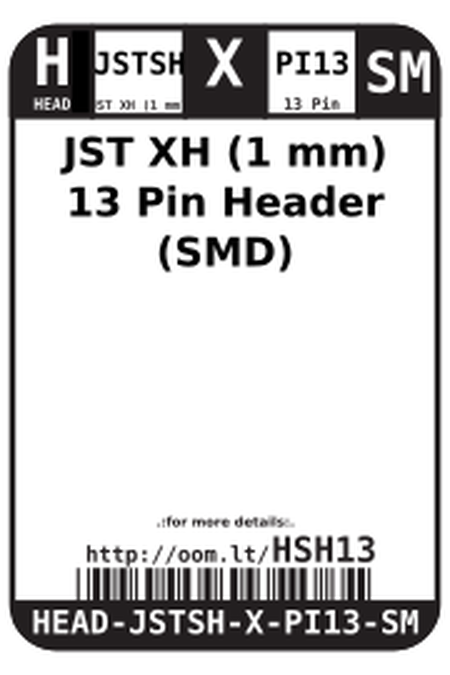 H JSTSH X PI13 SM
HEAD ST XH (1 mm 13 Pin
JST XH (1 mm)
13 Pin Header
(SMD)
.:for more details:.
http://oom.lt/HSH13
HEAD-JSTSH-X-PI13-SM